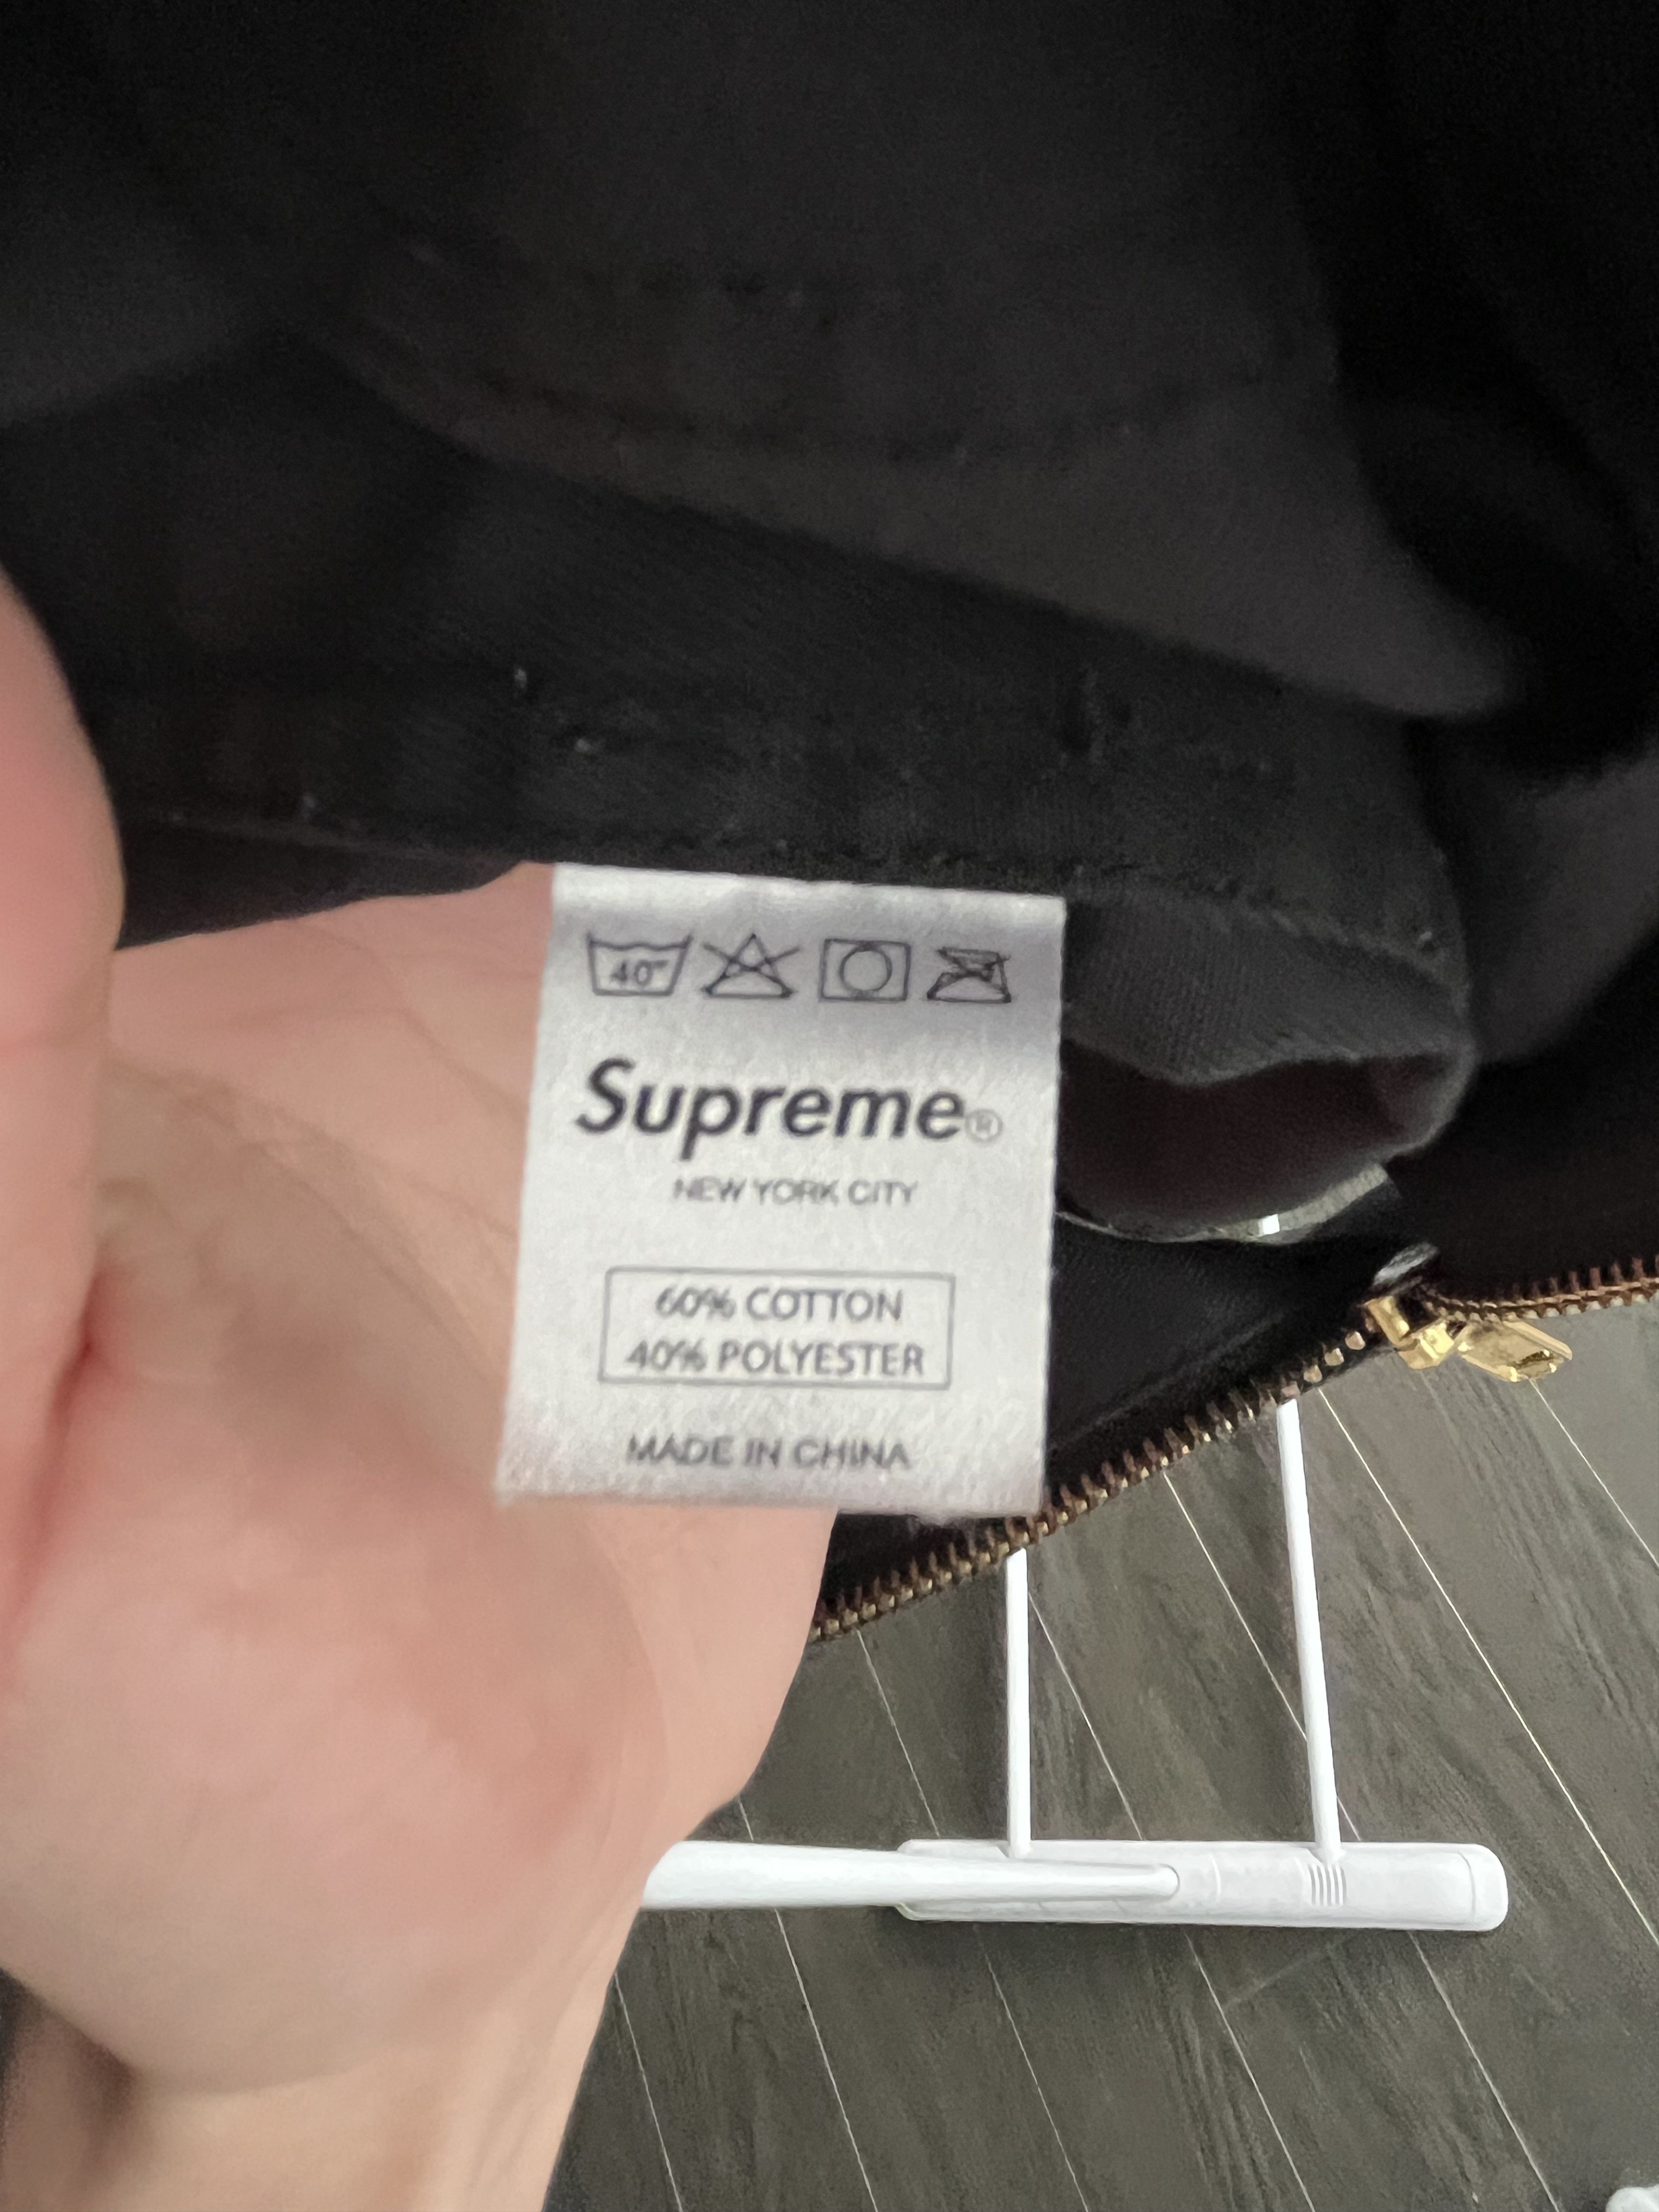 40°
Supreme®
NEW YORK CITY
60% COTTON
40% POLYESTER
MADE IN CHINA